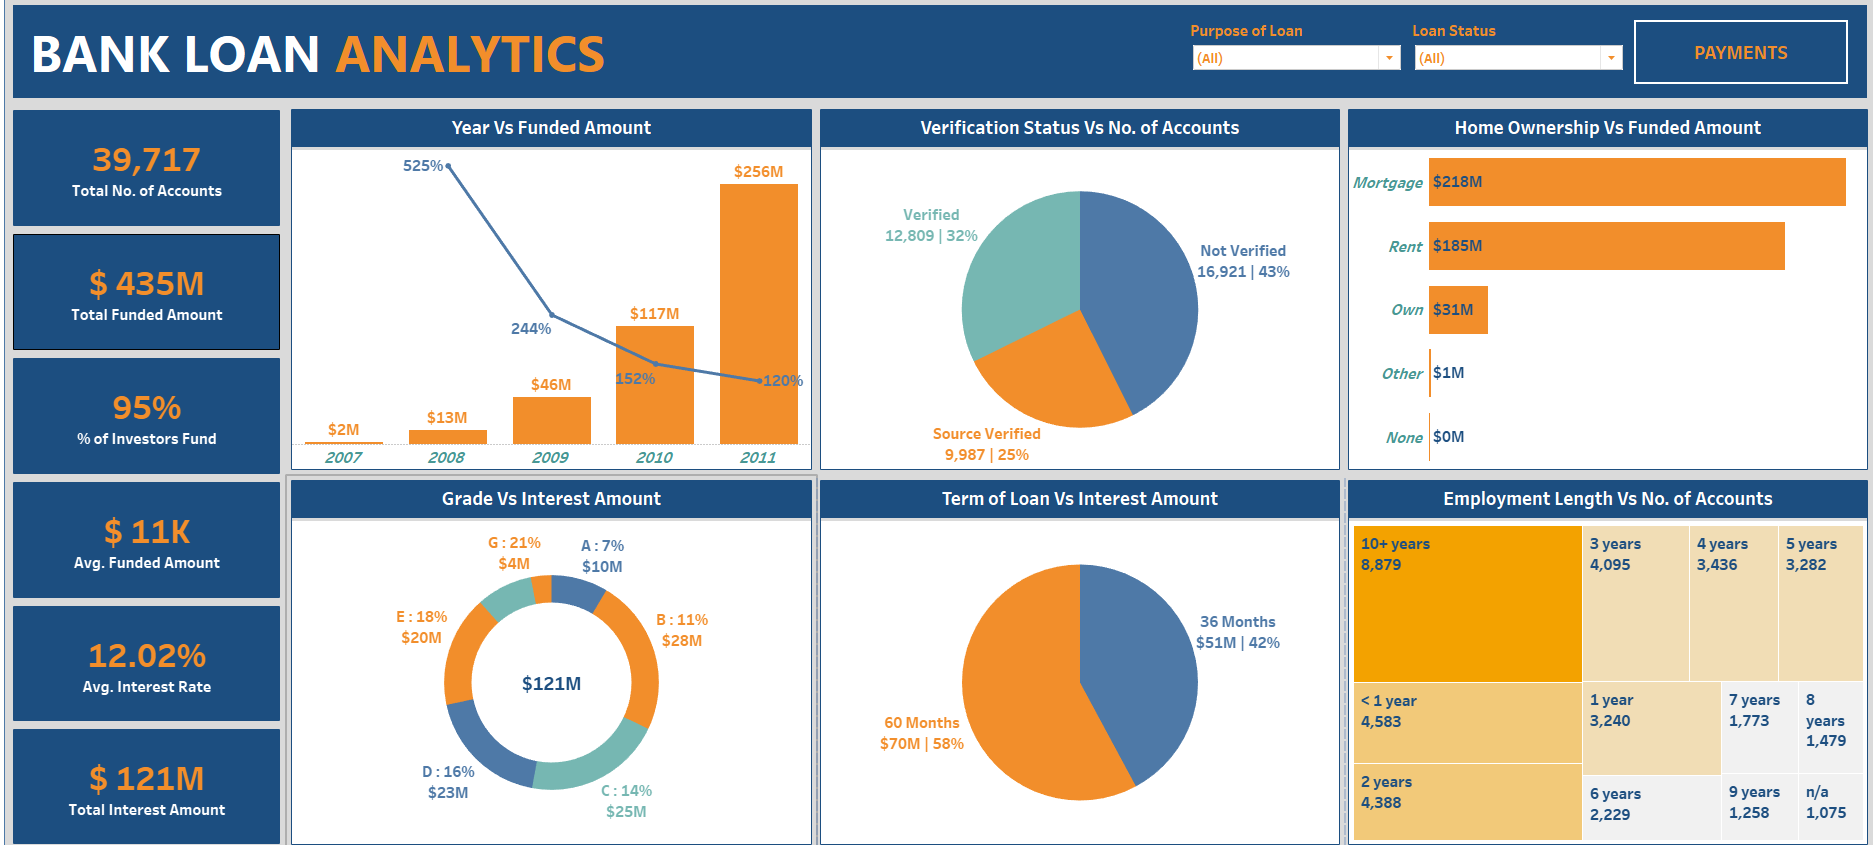 BANK LOAN ANALYTICS
Purpose of Loan
(All)
Loan Status
(All)
PAYMENTS
39,717
Total No. of Accounts
$ 435M
Total Funded Amount
95%
% of Investors Fund
$ 11K
Avg. Funded Amount
12.02%
Avg. Interest Rate
$ 121M
Total Interest Amount
Year Vs Funded Amount
525%
244%
152%
120%
$2M
$13M
$46M
$117M
$256M
2007
2008
2009
2010
2011
Verification Status Vs No. of Accounts
Verified
12,809 | 32%
Not Verified
16,921 | 43%
Source Verified
9,987 | 25%
Home Ownership Vs Funded Amount
Mortgage
$218M
Rent
$185M
Own
$31M
Other
$1M
None
$0M
Grade Vs Interest Amount
G : 21%
$4M
A : 7%
$10M
E : 18%
$20M
B : 11%
$28M
$121M
D : 16%
$23M
C : 14%
$25M
Term of Loan Vs Interest Amount
36 Months
$51M | 42%
60 Months
$70M | 58%
Employment Length Vs No. of Accounts
10+ years
8,879
3 years
4,095
4 years
3,436
5 years
3,282
< 1 year
4,583
1 year
3,240
7 years
1,773
8
years
1,479
2 years
4,388
6 years
2,229
9 years
1,258
n/a
1,075